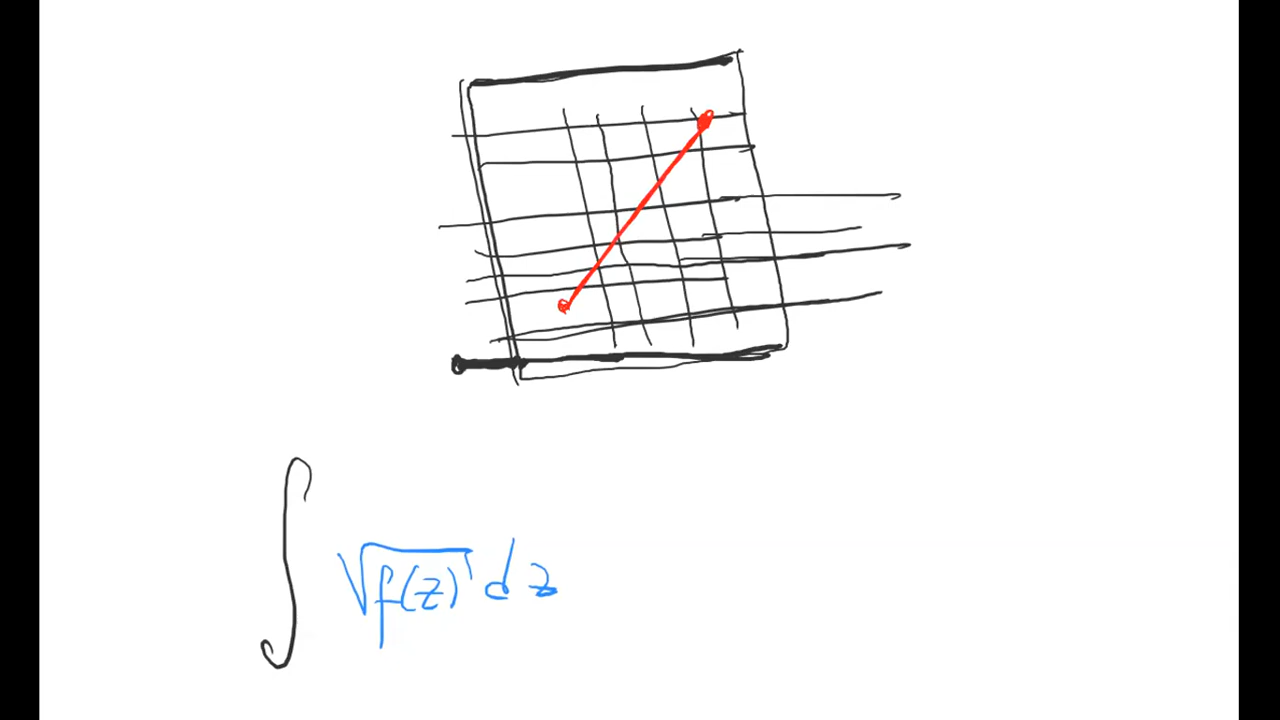 ∫ √f(z) dz